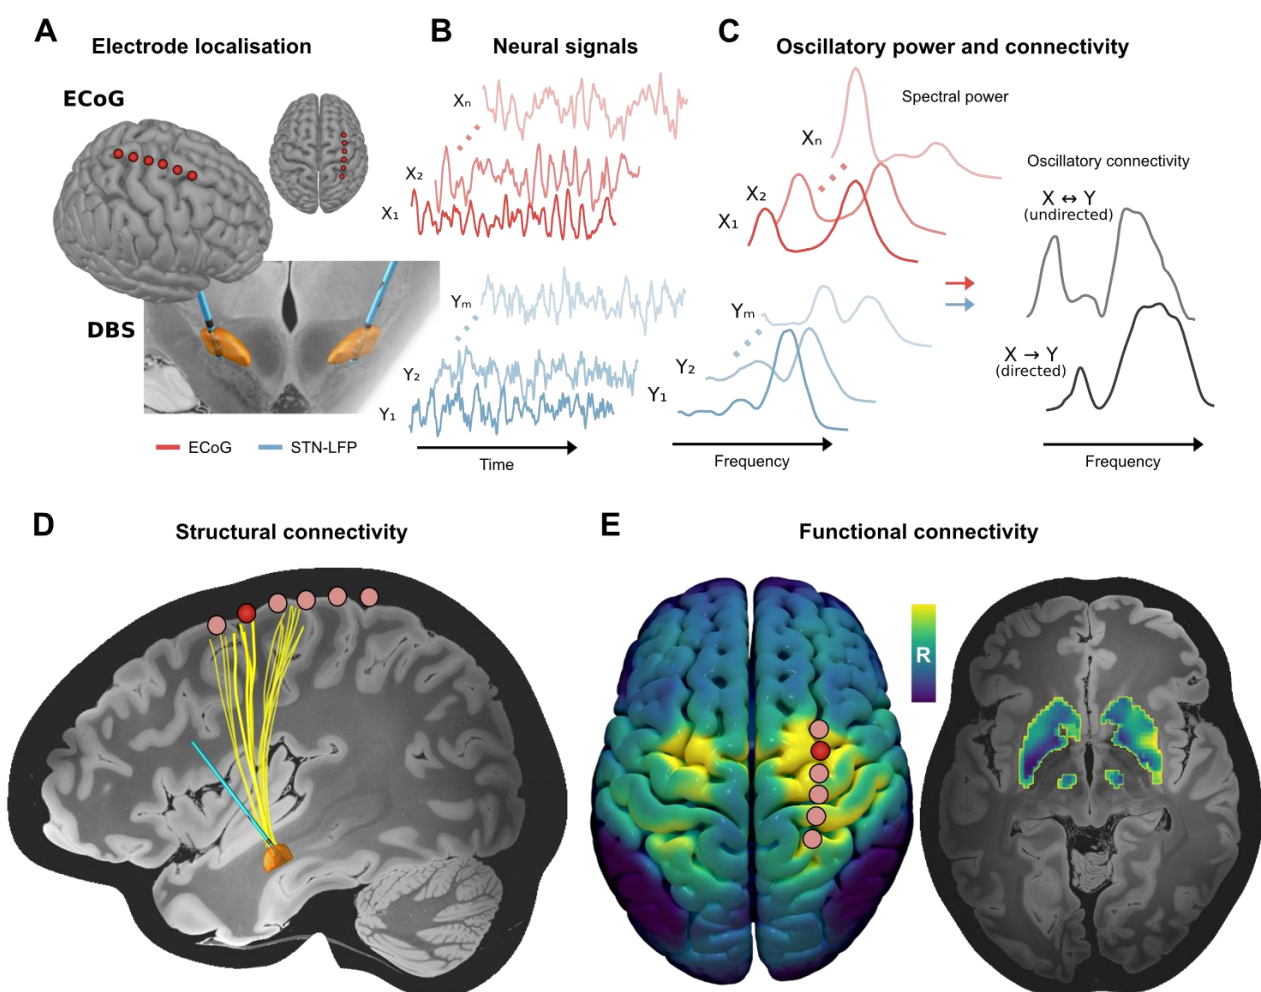 A
Electrode localisation
ECoG
DBS
ECoG
STN-LFP
B
Neural signals
Xₙ
X₂
X₁
Yₘ
Y₂
Y₁
Time
C
Oscillatory power and connectivity
Spectral power
Xₙ
X₂
X₁
Yₘ
Y₂
Y₁
Frequency
Oscillatory connectivity
X ↔ Y
(undirected)
X → Y
(directed)
Frequency
D
Structural connectivity
E
Functional connectivity
R